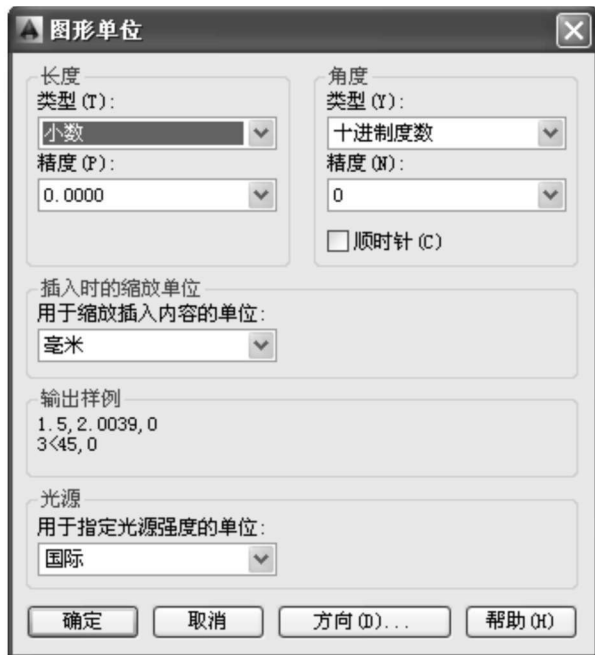 图形单位
长度
类型(T):
小数
精度(P):
0.0000
角度
类型(Y):
十进制度数
精度(N):
0
顺时针(C)
插入时的缩放单位
用于缩放插入内容的单位:
毫米
输出样例
1.5,2.0039,0
3<45,0
光源
用于指定光源强度的单位:
国际
确定 取消 方向(D)... 帮助(H)